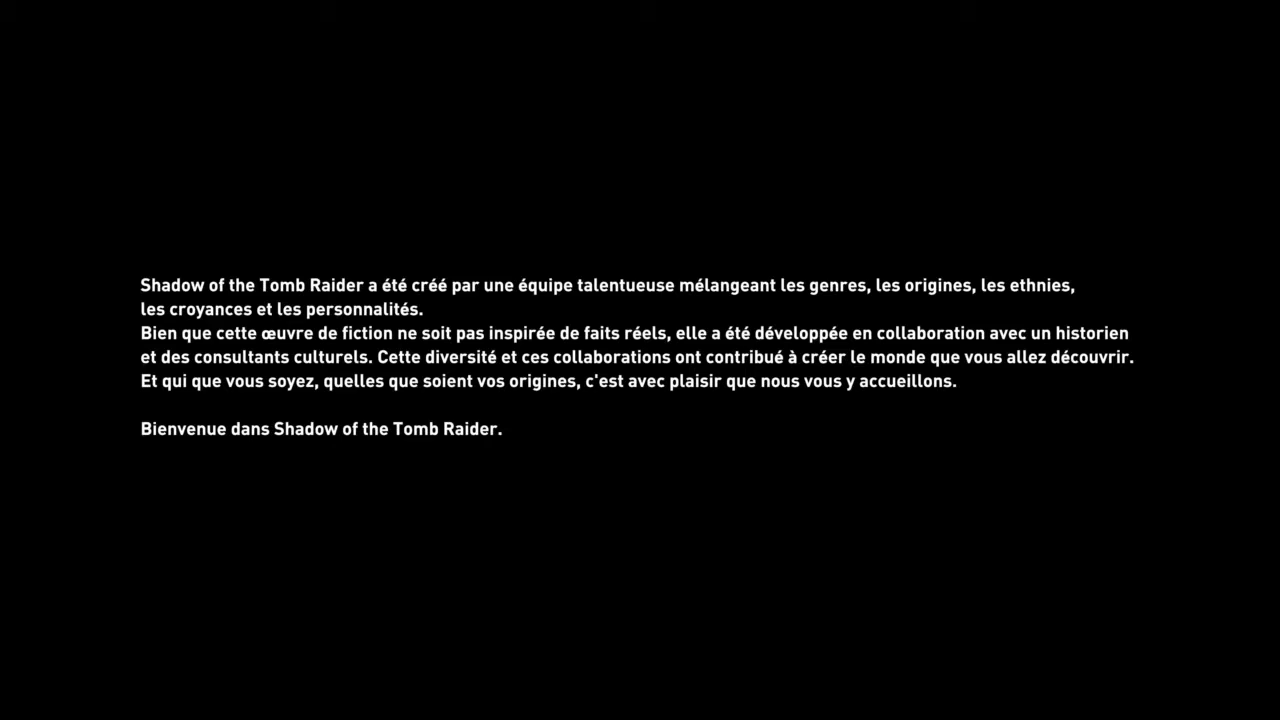 Shadow of the Tomb Raider a été créé par une équipe talentueuse mélangeant les genres, les origines, les ethnies,
les croyances et les personnalités.
Bien que cette œuvre de fiction ne soit pas inspirée de faits réels, elle a été développée en collaboration avec un historien
et des consultants culturels. Cette diversité et ces collaborations ont contribué à créer le monde que vous allez découvrir.
Et qui que vous soyez, quelles que soient vos origines, c'est avec plaisir que nous vous y accueillons.
Bienvenue dans Shadow of the Tomb Raider.